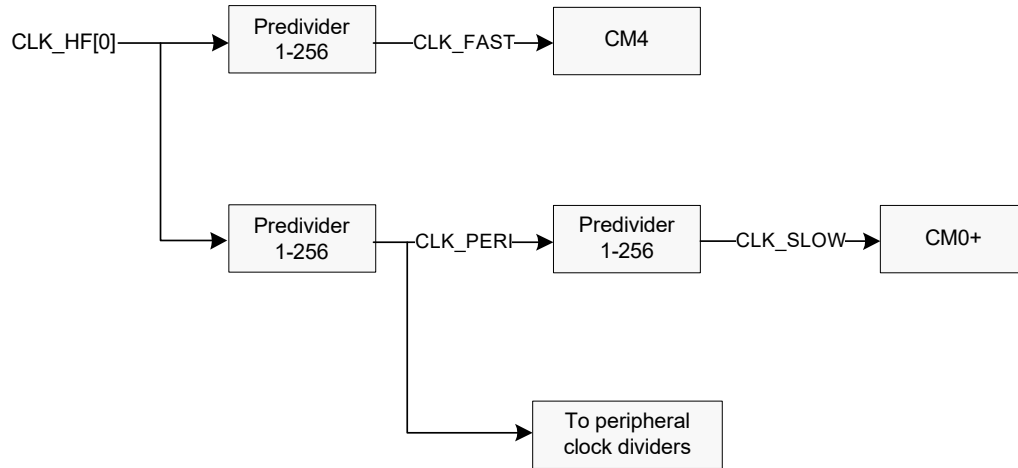 CLK_HF[0]
Predivider
1-256
CLK_FAST
CM4
Predivider
1-256
CLK_PERI
Predivider
1-256
CLK_SLOW
CM0+
To peripheral
clock dividers